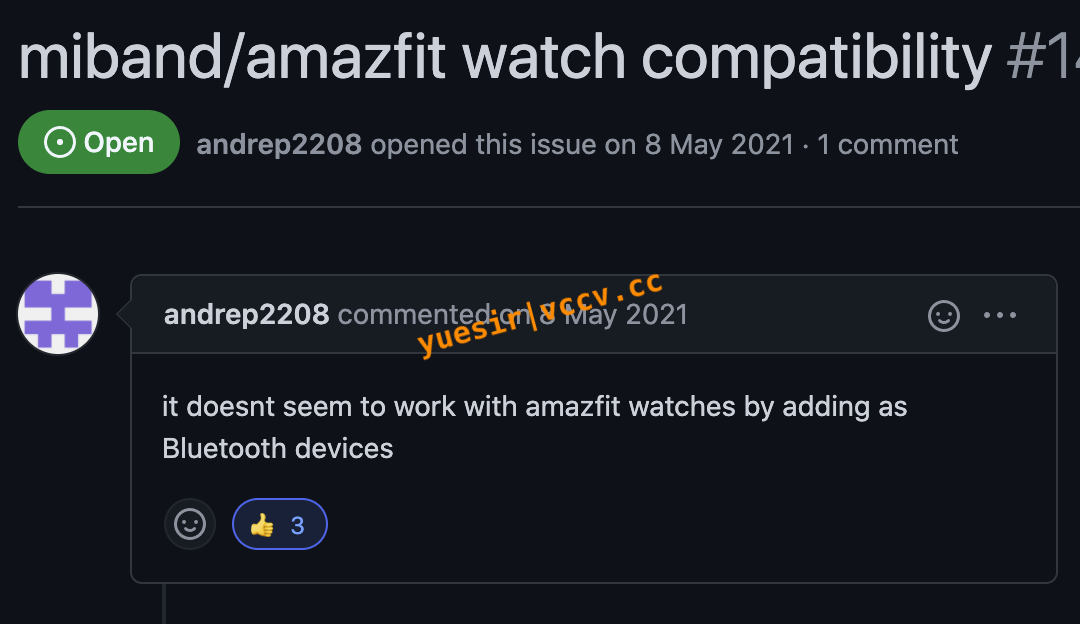 miband/amazfit watch compatibility #14
Open
andrep2208 opened this issue on 8 May 2021 · 1 comment
andrep2208 commented on 8 May 2021
yuesir|vccv.cc
it doesnt seem to work with amazfit watches by adding as
Bluetooth devices
👍 3